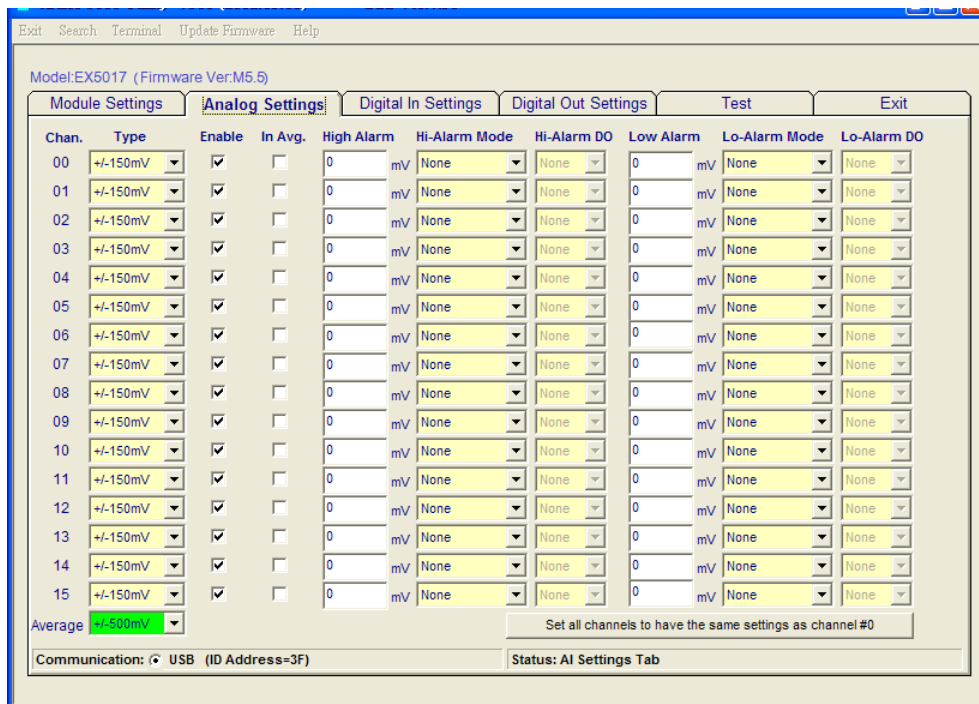 Exit Search Terminal Update Firmware Help
Model:EX5017 (Firmware Ver:M5.5)
Module Settings Analog Settings Digital In Settings Digital Out Settings Test Exit
Chan. Type Enable In Avg. High Alarm Hi-Alarm Mode Hi-Alarm DO Low Alarm Lo-Alarm Mode Lo-Alarm DO
00 +/-150mV 0 mV None None 0 mV None None
01 +/-150mV 0 mV None None 0 mV None None
02 +/-150mV 0 mV None None 0 mV None None
03 +/-150mV 0 mV None None 0 mV None None
04 +/-150mV 0 mV None None 0 mV None None
05 +/-150mV 0 mV None None 0 mV None None
06 +/-150mV 0 mV None None 0 mV None None
07 +/-150mV 0 mV None None 0 mV None None
08 +/-150mV 0 mV None None 0 mV None None
09 +/-150mV 0 mV None None 0 mV None None
10 +/-150mV 0 mV None None 0 mV None None
11 +/-150mV 0 mV None None 0 mV None None
12 +/-150mV 0 mV None None 0 mV None None
13 +/-150mV 0 mV None None 0 mV None None
14 +/-150mV 0 mV None None 0 mV None None
15 +/-150mV 0 mV None None 0 mV None None
Average +/-500mV Set all channels to have the same settings as channel #0
Communication: USB (ID Address=3F) Status: AI Settings Tab